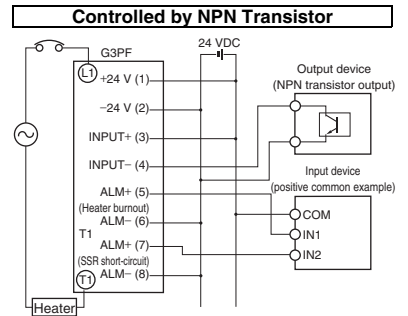 Controlled by NPN Transistor
G3PF
24 VDC
L1
+24 V (1)
−24 V (2)
INPUT+ (3)
INPUT− (4)
ALM+ (5)
(Heater burnout)
ALM− (6)
T1
ALM+ (7)
(SSR short-circuit)
T1
ALM− (8)
Heater
Output device
(NPN transistor output)
Input device
(positive common example)
COM
IN1
IN2